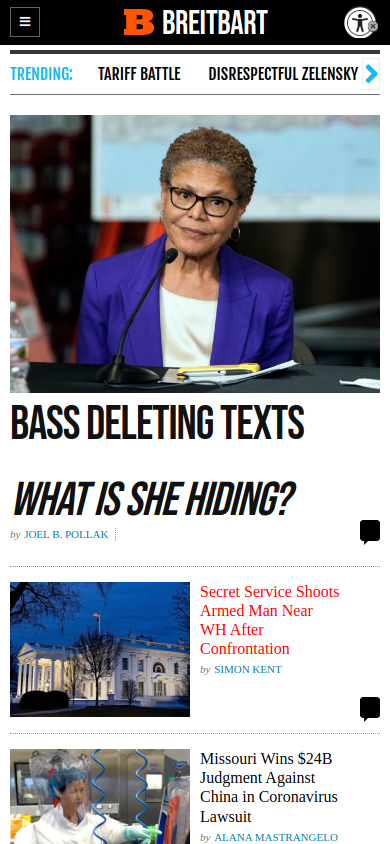 BREITBART
TRENDING: TARIFF BATTLE DISRESPECTFUL ZELENSKY
BASS DELETING TEXTS
WHAT IS SHE HIDING?
by JOEL B. POLLAK
Secret Service Shoots
Armed Man Near
WH After
Confrontation
by SIMON KENT
Missouri Wins $24B
Judgment Against
China in Coronavirus
Lawsuit
by ALANA MASTRANGELO